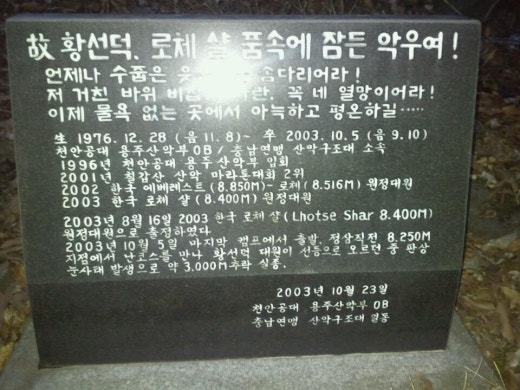 故 황선덕, 로체 샬 품속에 잠든 악우여!
언제나 수줍은 다리어라!
저 거친 바위 꼭 네 열망이어라!
이제 물욕 없는 곳에서 아늑하고 평온하길......
生 1976. 12. 28 (음 11. 8) ~ 卒 2003. 10. 5 (음 9. 10)
천안공대 용주산악부 OB / 충남연맹 산악구조대 소속
1996년 천안공대 용주산악부 입회
2001년 칠갑산 산악 마라톤대회 2위
2002 한국 에베레스트 (8.850M) - 로체 (8.516M) 원정대원
2003 한국 로체 샬 (8.400M) 원정대원
2003년 8월 16일 2003 한국 로체 샬 (Lhotse Shar 8.400M)
원정대원으로 출정하였다.
2003년 10월 5일 마지막 캠프에서 출발, 정상직전 8.250M
지점에서 난코스를 만나 황선덕 대원이 선등으로 오르던 중 판상
눈사태 발생으로 약 3,000M 추락 실종.
2003년 10월 23일
천안공대 용주산악부 OB
충남연맹 산악구조대 일동